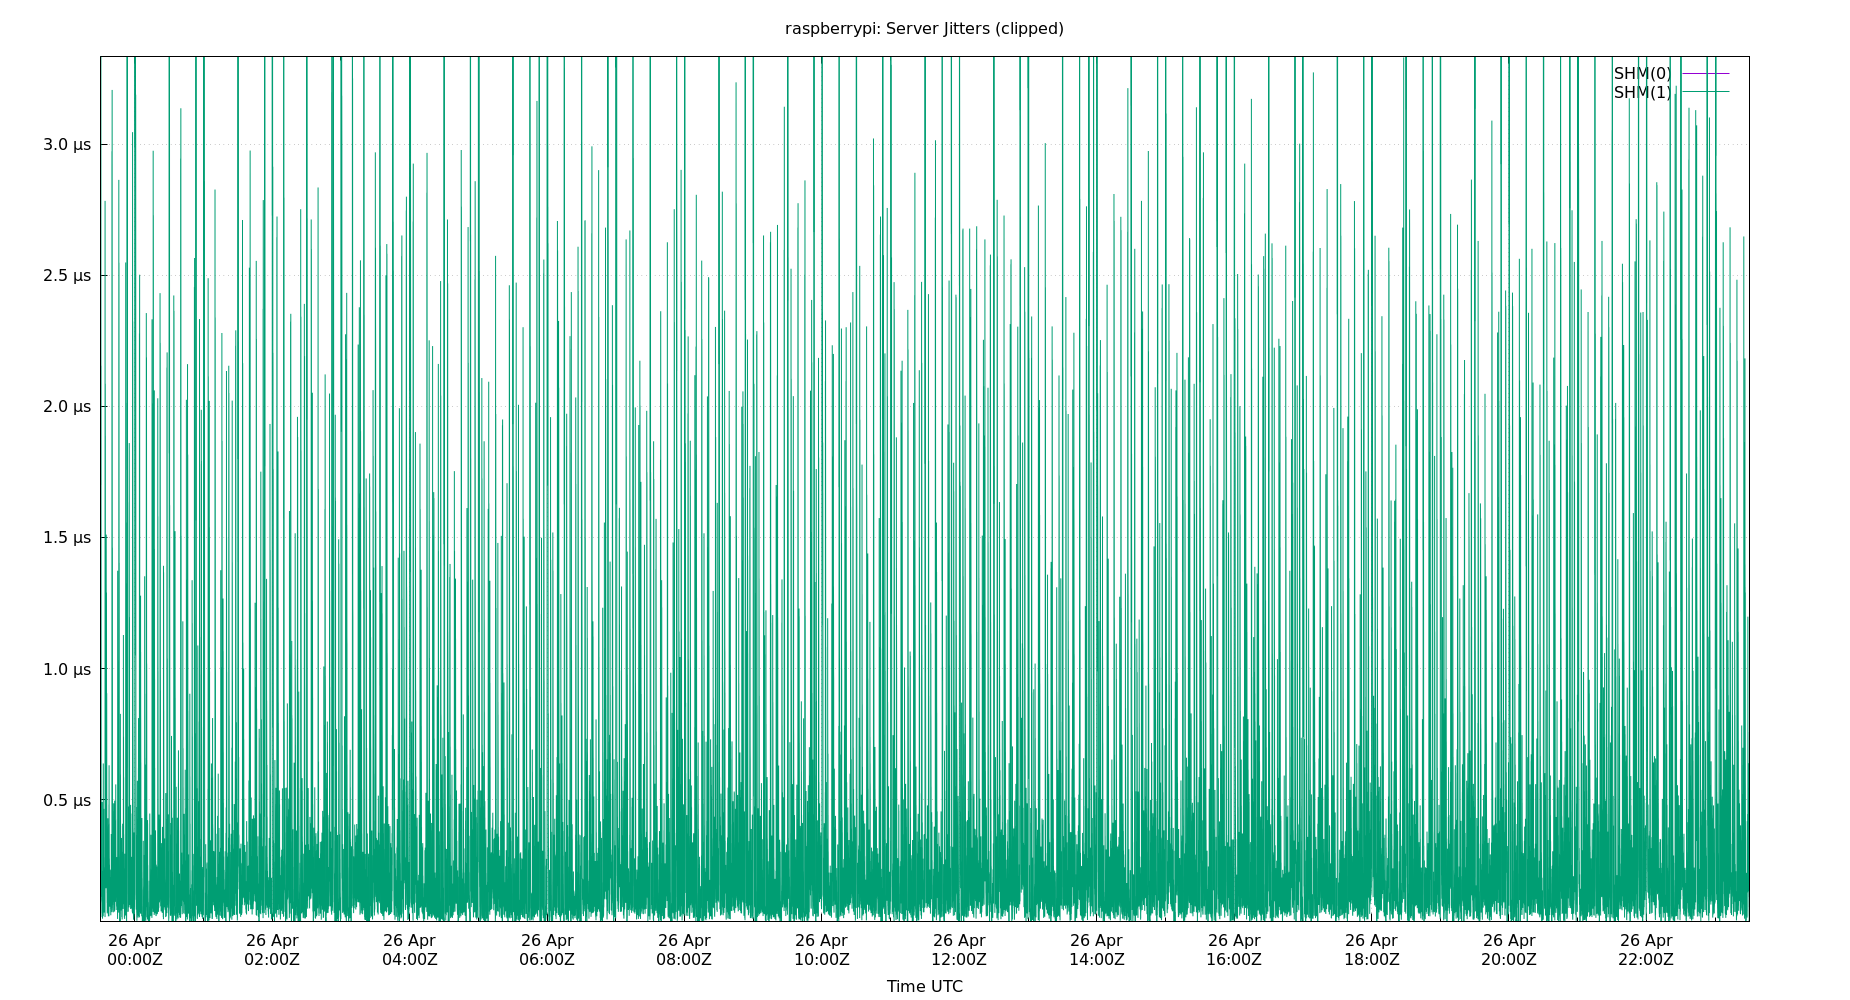 raspberrypi: Server Jitters (clipped)
SHM(0)
SHM(1)
3.0 µs
2.5 µs
2.0 µs
1.5 µs
1.0 µs
0.5 µs
26 Apr 26 Apr 26 Apr 26 Apr 26 Apr 26 Apr 26 Apr 26 Apr 26 Apr 26 Apr 26 Apr 26 Apr
00:00Z 02:00Z 04:00Z 06:00Z 08:00Z 10:00Z 12:00Z 14:00Z 16:00Z 18:00Z 20:00Z 22:00Z
Time UTC